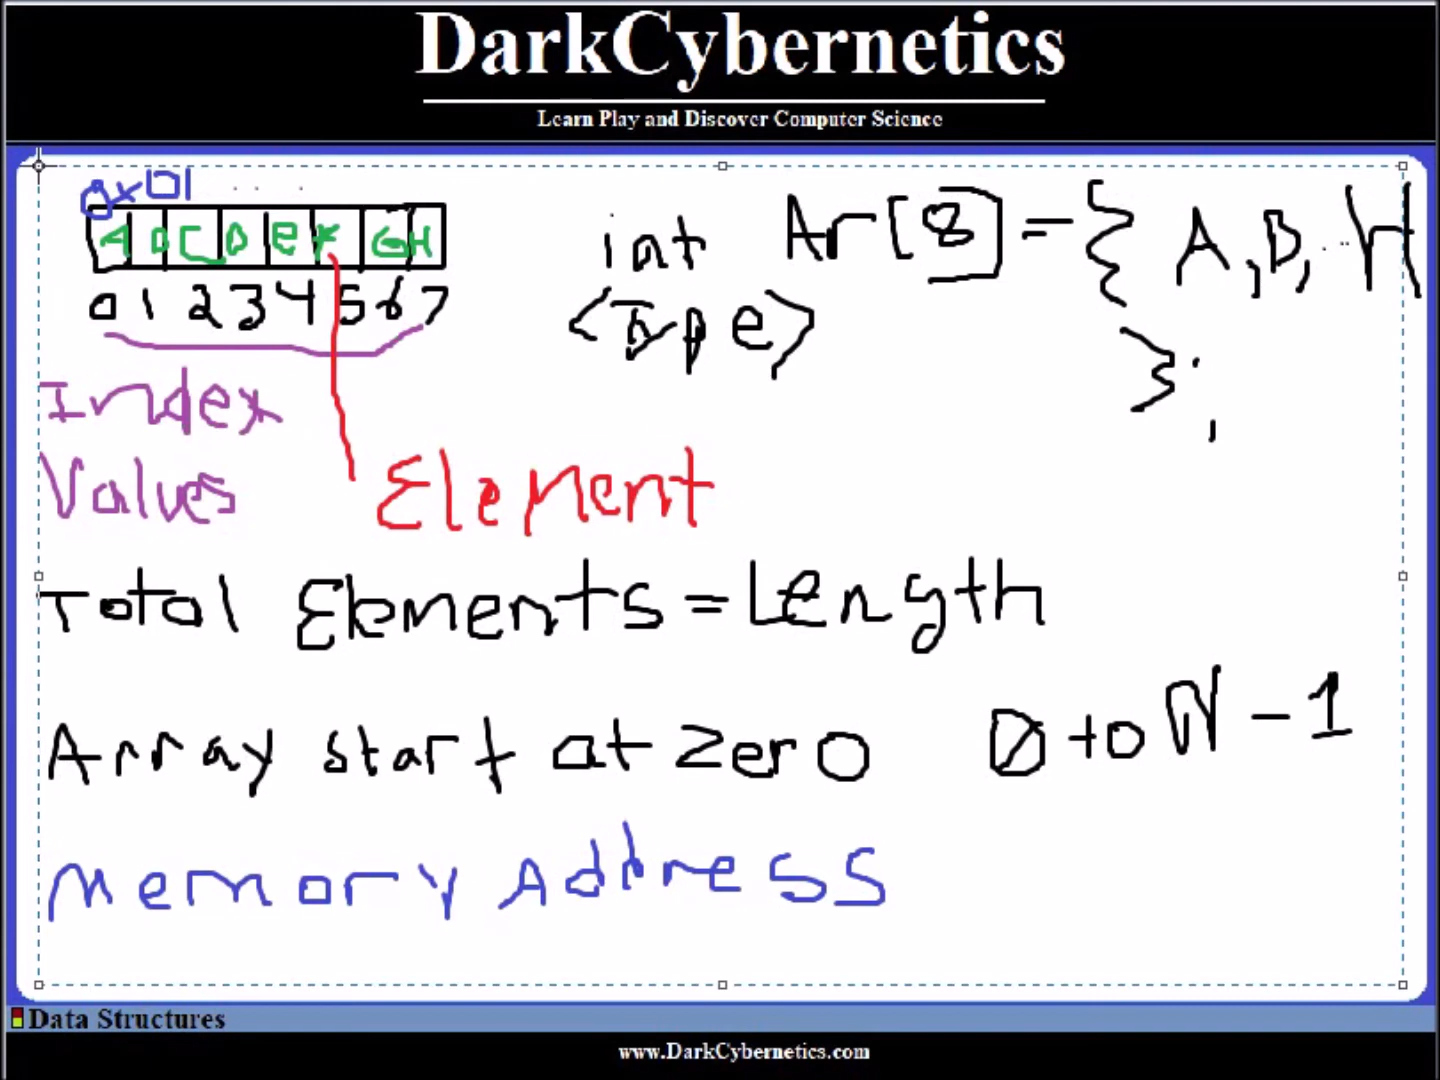 DarkCybernetics
Learn Play and Discover Computer Science
0x101
A B C D E F G H
0 1 2 3 4 5 6 7
int Ar[8] = { A, B, ... H
<Type>
};
Index
Values
Element
Total Elements = Length
Array start at zero 0 to N - 1
Memory Address
Data Structures
www.DarkCybernetics.com